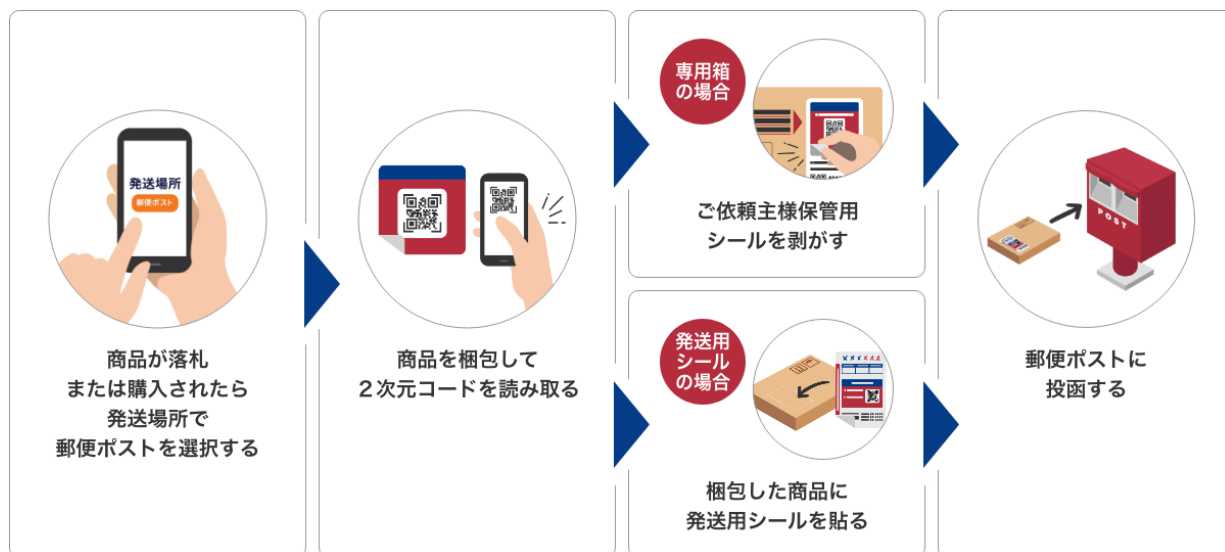 発送場所
郵便ポスト
商品が落札
または購入されたら
発送場所で
郵便ポストを選択する
商品を梱包して
２次元コードを読み取る
専用箱
の場合
ご依頼主様保管用
シールを剥がす
発送用
シール
の場合
梱包した商品に
発送用シールを貼る
POST
郵便ポストに
投函する